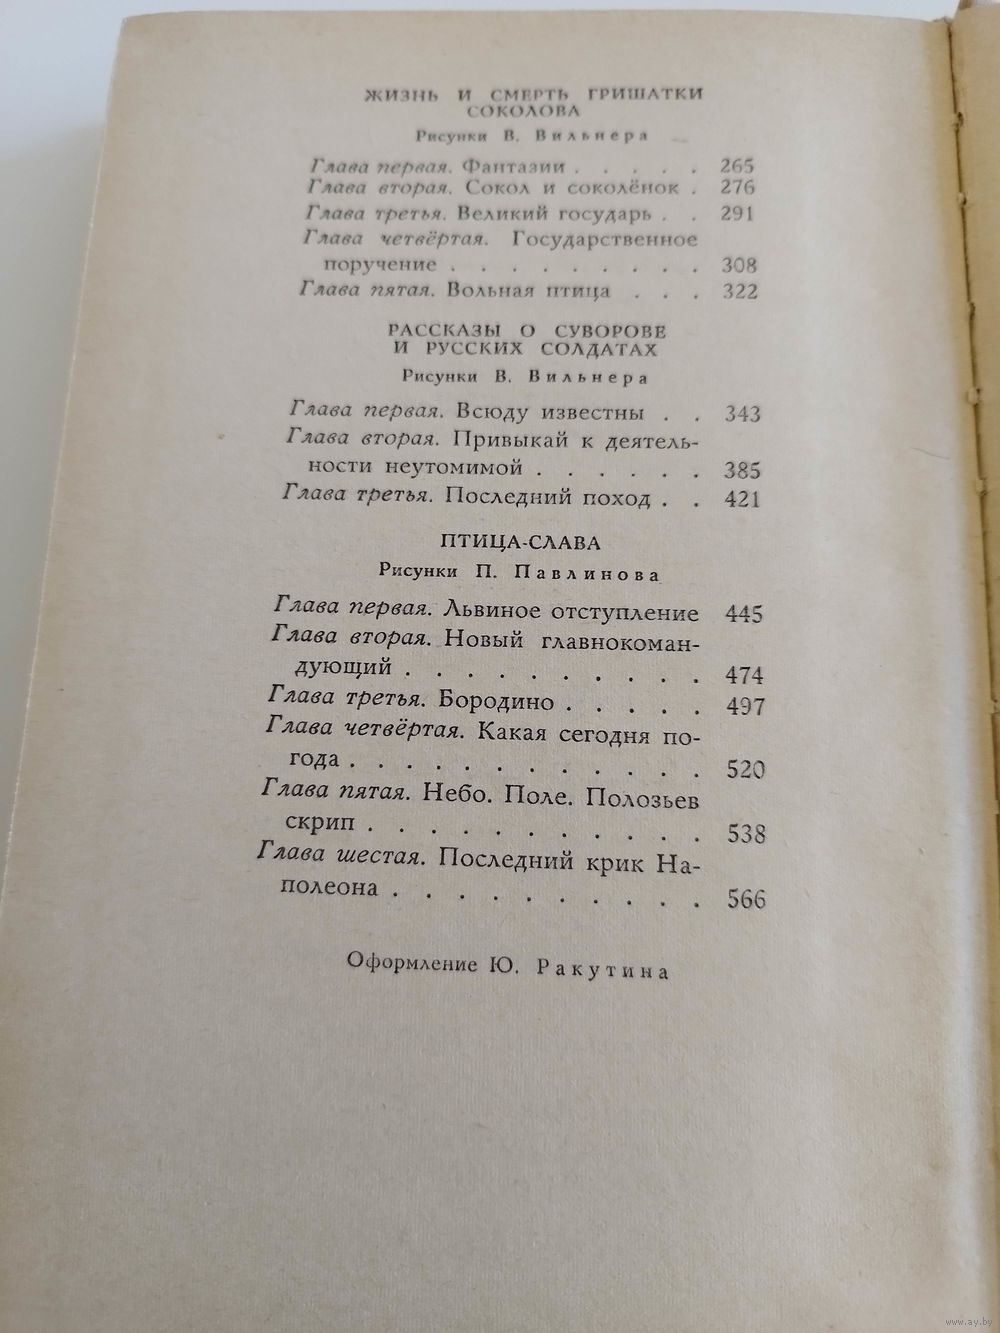 ЖИЗНЬ И СМЕРТЬ ГРИШАТКИ
СОКОЛОВА
Рисунки В. Вильнера
Глава первая. Фантазии . . . . . 265
Глава вторая. Сокол и соколёнок . 276
Глава третья. Великий государь . . 291
Глава четвёртая. Государственное
поручение . . . . . . . . 308
Глава пятая. Вольная птица . . . 322
РАССКАЗЫ О СУВОРОВЕ
И РУССКИХ СОЛДАТАХ
Рисунки В. Вильнера
Глава первая. Всюду известны . . 343
Глава вторая. Привыкай к деятель-
ности неутомимой . . . . . . 385
Глава третья. Последний поход . . 421
ПТИЦА-СЛАВА
Рисунки П. Павлинова
Глава первая. Львиное отступление 445
Глава вторая. Новый главнокоман-
дующий . . . . . . . . . . 474
Глава третья. Бородино . . . . . 497
Глава четвёртая. Какая сегодня по-
года . . . . . . . . . . . . 520
Глава пятая. Небо. Поле. Полозьев
скрип . . . . . . . . . . . 538
Глава шестая. Последний крик На-
полеона . . . . . . . . . . 566
Оформление Ю. Ракутина
www.ay.by